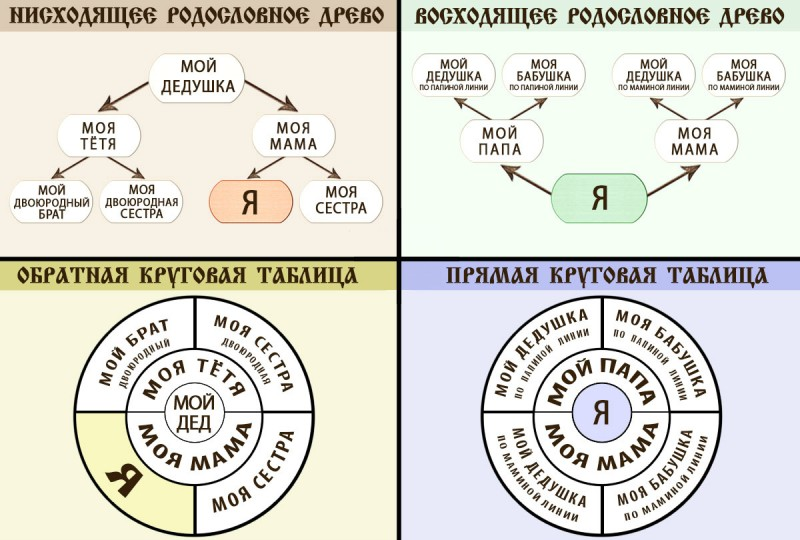 НИСХОДЯЩЕЕ РОДОСЛОВНОЕ ДРЕВО
МОЙ
ДЕДУШКА
МОЯ
ТЁТЯ
МОЯ
МАМА
МОЙ
ДВОЮРОДНЫЙ
БРАТ
МОЯ
ДВОЮРОДНАЯ
СЕСТРА
Я
МОЯ
СЕСТРА
ВОСХОДЯЩЕЕ РОДОСЛОВНОЕ ДРЕВО
МОЙ
ДЕДУШКА
ПО ПАПИНОЙ ЛИНИИ
МОЯ
БАБУШКА
ПО ПАПИНОЙ ЛИНИИ
МОЙ
ДЕДУШКА
ПО МАМИНОЙ ЛИНИИ
МОЯ
БАБУШКА
ПО МАМИНОЙ ЛИНИИ
МОЙ
ПАПА
МОЯ
МАМА
Я
ОБРАТНАЯ КРУГОВАЯ ТАБЛИЦА
МОЙ БРАТ
ДВОЮРОДНЫЙ
МОЯ СЕСТРА
ДВОЮРОДНАЯ
МОЯ ТЁТЯ
МОЙ
ДЕД
МОЯ МАМА
Я
МОЯ СЕСТРА
ПРЯМАЯ КРУГОВАЯ ТАБЛИЦА
МОЙ ДЕДУШКА
ПО ПАПИНОЙ ЛИНИИ
МОЯ БАБУШКА
ПО ПАПИНОЙ ЛИНИИ
МОЙ ПАПА
Я
МОЯ МАМА
МОЙ ДЕДУШКА
ПО МАМИНОЙ ЛИНИИ
МОЯ БАБУШКА
ПО МАМИНОЙ ЛИНИИ